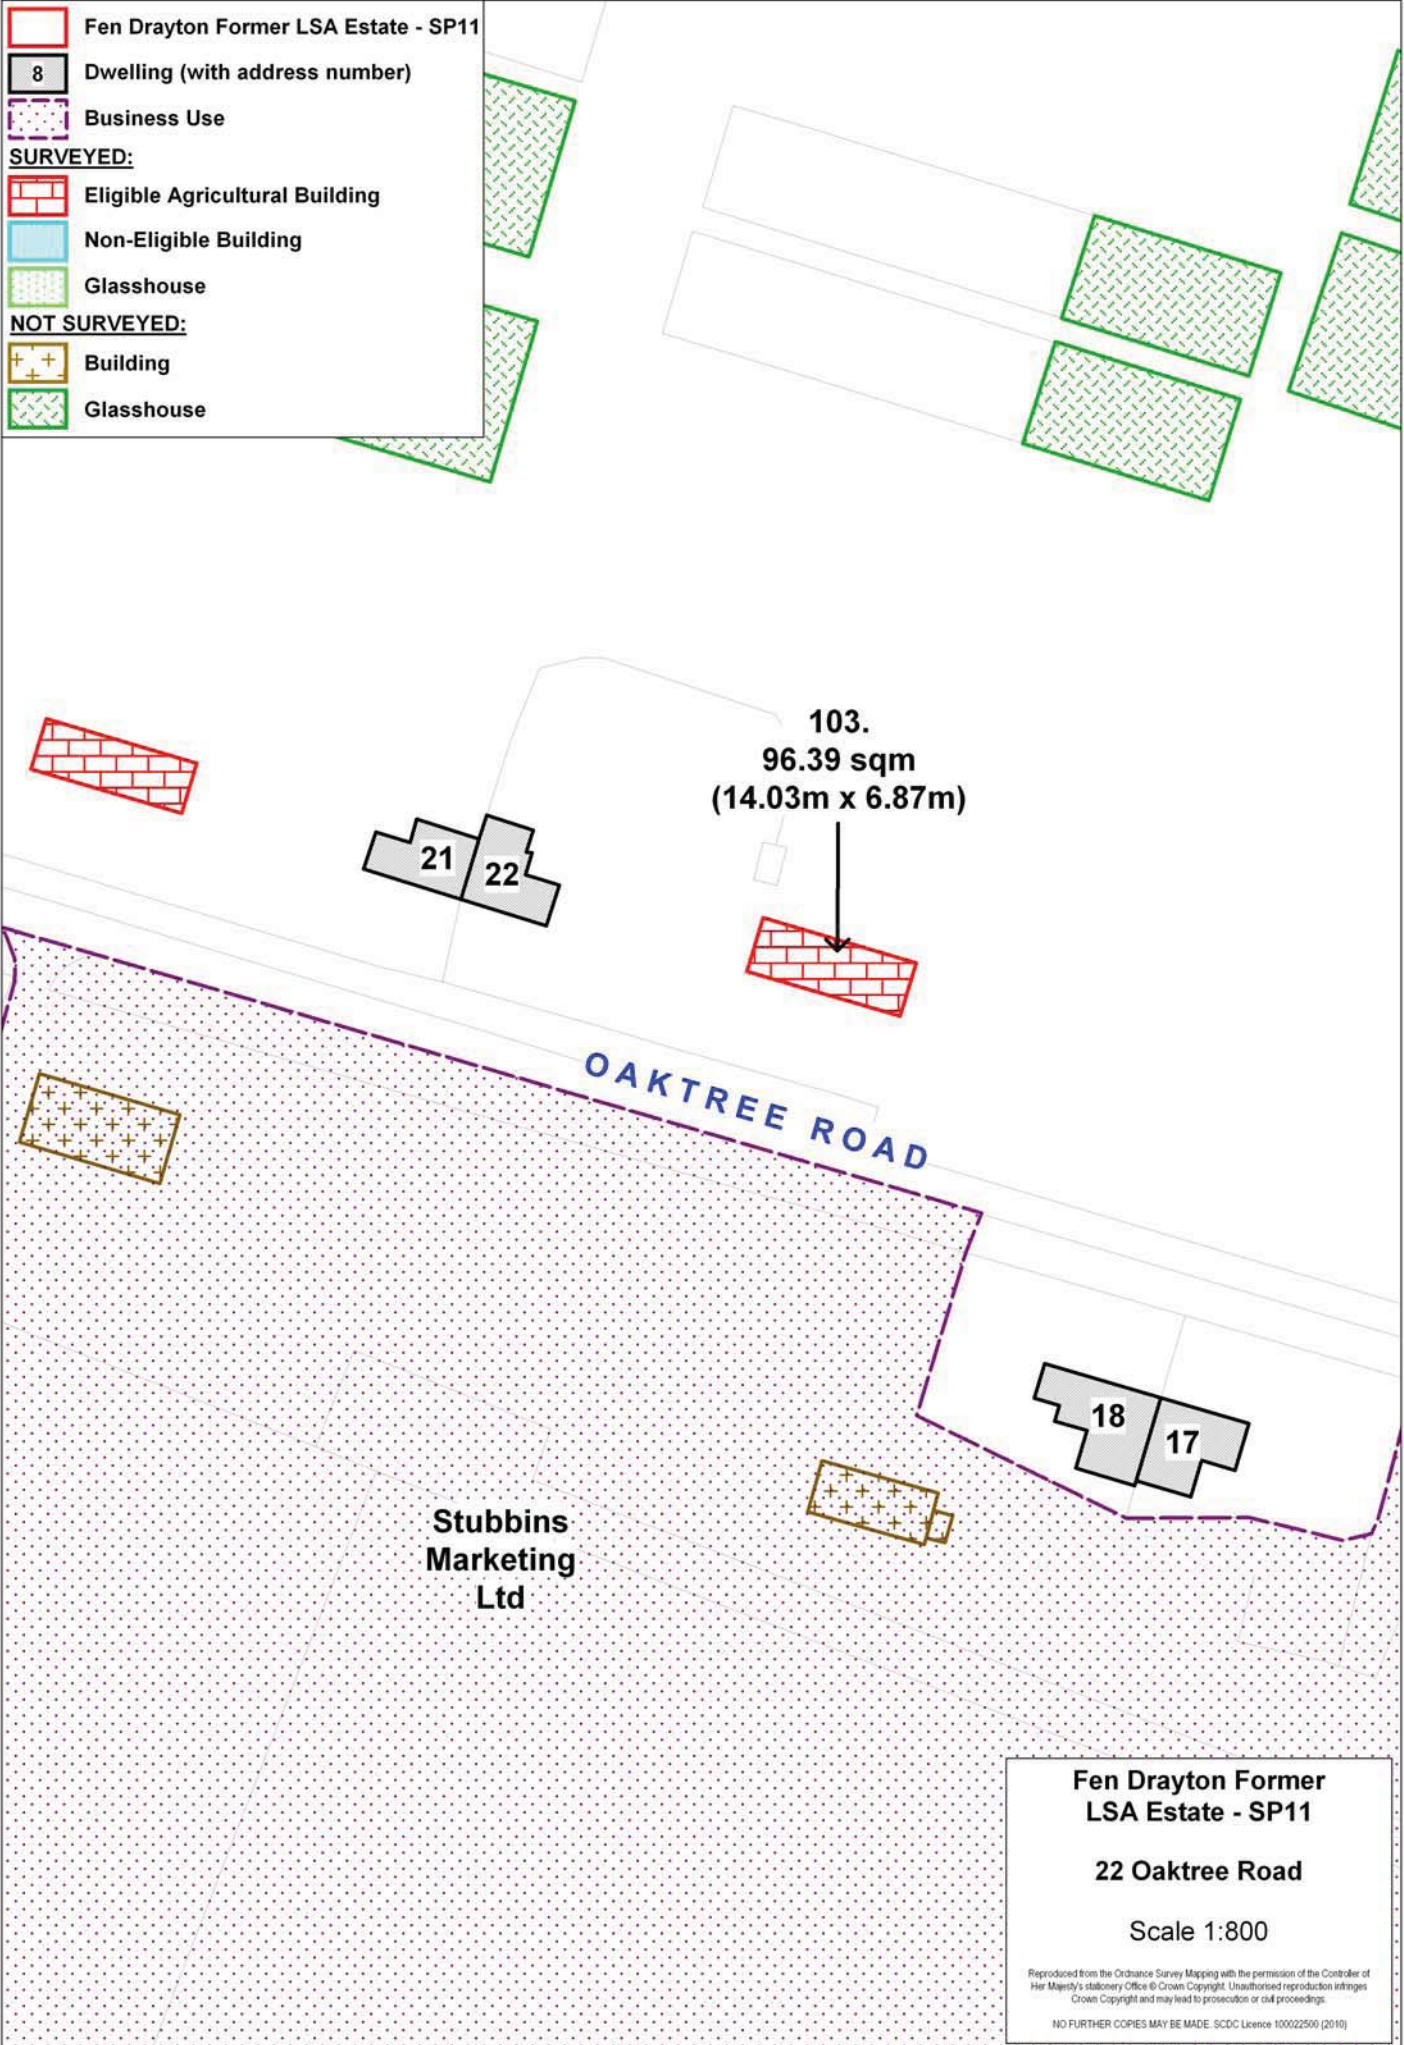 Fen Drayton Former LSA Estate - SP11
8
Dwelling (with address number)
Business Use
SURVEYED:
Eligible Agricultural Building
Non-Eligible Building
Glasshouse
NOT SURVEYED:
Building
Glasshouse
103.
96.39 sqm
(14.03m x 6.87m)
21
22
OAKTREE ROAD
18
17
Stubbins
Marketing
Ltd
Fen Drayton Former
LSA Estate - SP11
22 Oaktree Road
Scale 1:800
Reproduced from the Ordnance Survey Mapping with the permission of the Controller of
Her Majesty's stationery Office © Crown Copyright. Unauthorised reproduction infringes
Crown Copyright and may lead to prosecution or civil proceedings.
NO FURTHER COPIES MAY BE MADE. SCDC Licence 100022500 (2010)